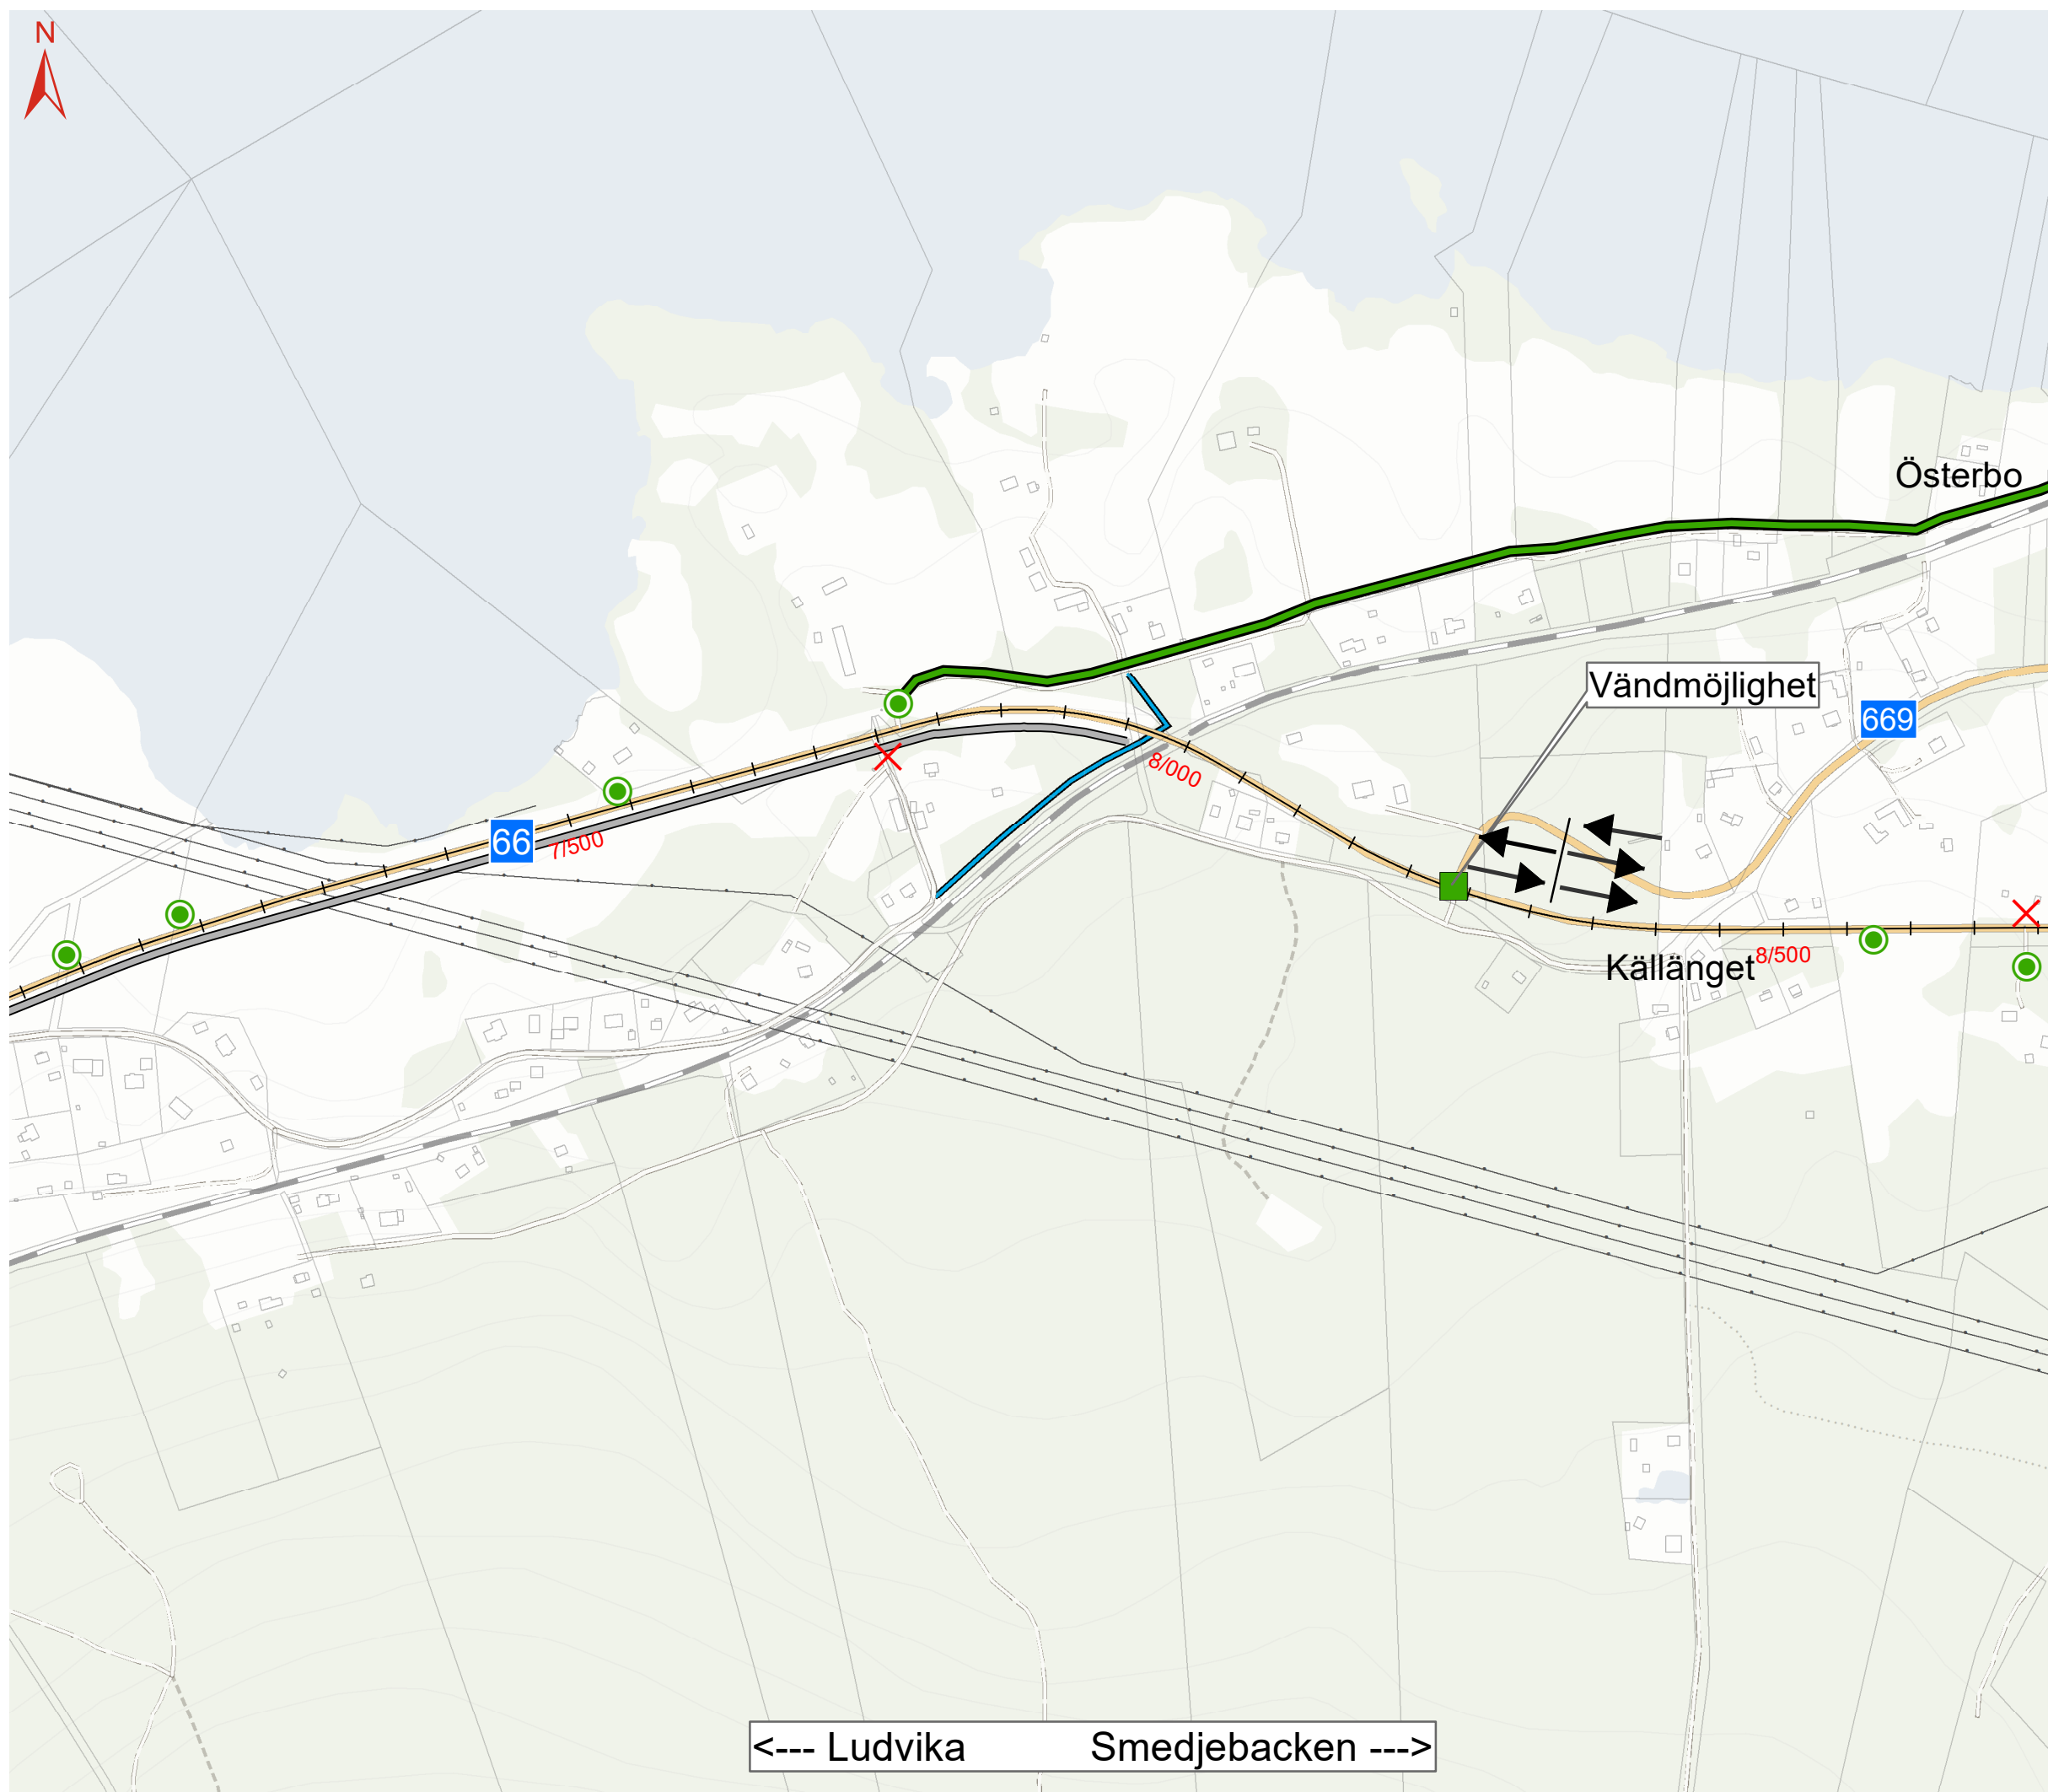 N
Österbo
Vändmöjlighet
669
8/000
66
7/500
8/500
Källänget
<--- Ludvika Smedjebacken --->